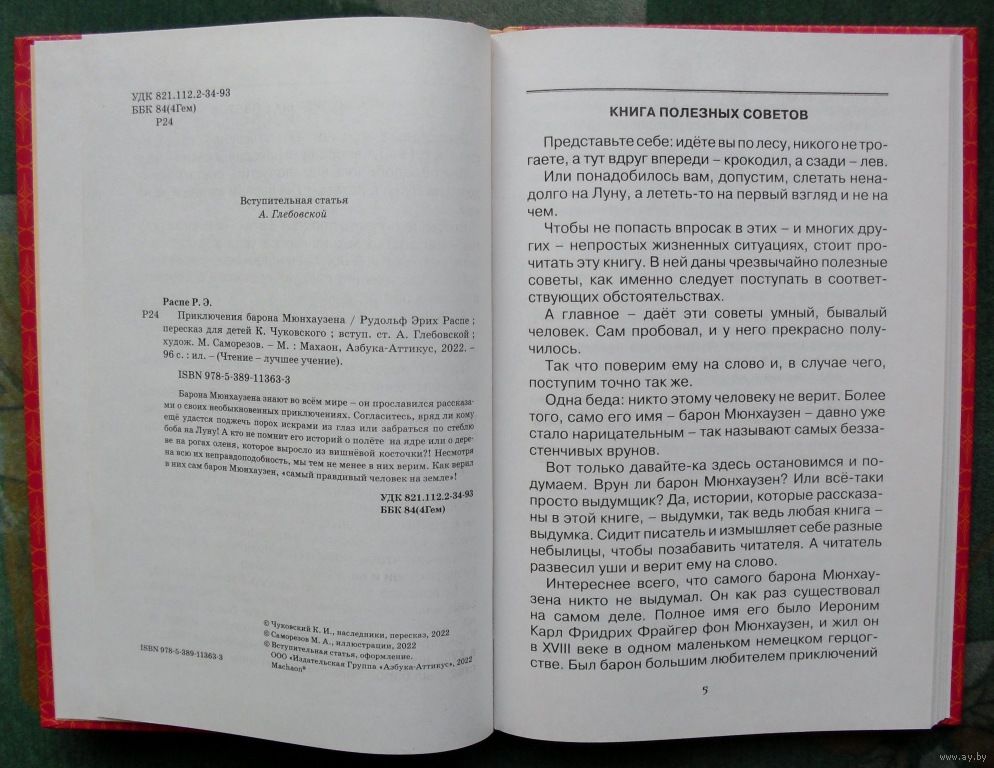 УДК 821.112.2-34-93
ББК 84(4Гем)
Р24
Вступительная статья
А. Глебовской
Распе Р. Э.
Р24 Приключения барона Мюнхаузена / Рудольф Эрих Распе ;
пересказ для детей К. Чуковского ; вступ. ст. А. Глебовской ;
худож. М. Саморезов. – М. : Махаон, Азбука-Аттикус, 2022. –
96 с. : ил. – (Чтение – лучшее учение).
ISBN 978-5-389-11363-3
Барона Мюнхаузена знают во всём мире – он прославился рассказа-
ми о своих необыкновенных приключениях. Согласитесь, вряд ли кому
ещё удастся поджечь порох искрами из глаз или забраться по стеблю
боба на Луну! А кто не помнит его историй о полёте на ядре или о дере-
ве на рогах оленя, которое выросло из вишнёвой косточки?! Несмотря
на всю их неправдоподобность, мы тем не менее в них верим. Как верил
в них сам барон Мюнхаузен, «самый правдивый человек на земле»!
УДК 821.112.2-34-93
ББК 84(4Гем)
© Чуковский К. И., наследники, пересказ, 2022
© Саморезов М. А., иллюстрации, 2022
© Вступительная статья, оформление.
ООО «Издательская Группа «Азбука-Аттикус», 2022
Machaon®
ISBN 978-5-389-11363-3
КНИГА ПОЛЕЗНЫХ СОВЕТОВ
Представьте себе: идёте вы по лесу, никого не тро-
гаете, а тут вдруг впереди – крокодил, а сзади – лев.
Или понадобилось вам, допустим, слетать нена-
долго на Луну, а лететь-то на первый взгляд и не на
чем.
Чтобы не попасть впросак в этих – и многих дру-
гих – непростых жизненных ситуациях, стоит про-
читать эту книгу. В ней даны чрезвычайно полезные
советы, как именно следует поступать в соответ-
ствующих обстоятельствах.
А главное – даёт эти советы умный, бывалый
человек. Сам пробовал, и у него прекрасно полу-
чилось.
Так что поверим ему на слово и, в случае чего,
поступим точно так же.
Одна беда: никто этому человеку не верит. Более
того, само его имя – барон Мюнхаузен – давно уже
стало нарицательным – так называют самых безза-
стенчивых врунов.
Вот только давайте-ка здесь остановимся и по-
думаем. Врун ли барон Мюнхаузен? Или всё-таки
просто выдумщик? Да, истории, которые рассказа-
ны в этой книге, – выдумки, так ведь любая книга –
выдумка. Сидит писатель и измышляет себе разные
небылицы, чтобы позабавить читателя. А читатель
развесил уши и верит ему на слово.
Интереснее всего, что самого барона Мюнхау-
зена никто не выдумал. Он как раз существовал
на самом деле. Полное имя его было Иероним
Карл Фридрих Фрайгер фон Мюнхаузен, и жил он
в XVIII веке в одном маленьком немецком герцог-
стве. Был барон большим любителем приключений
5
www.ay.by